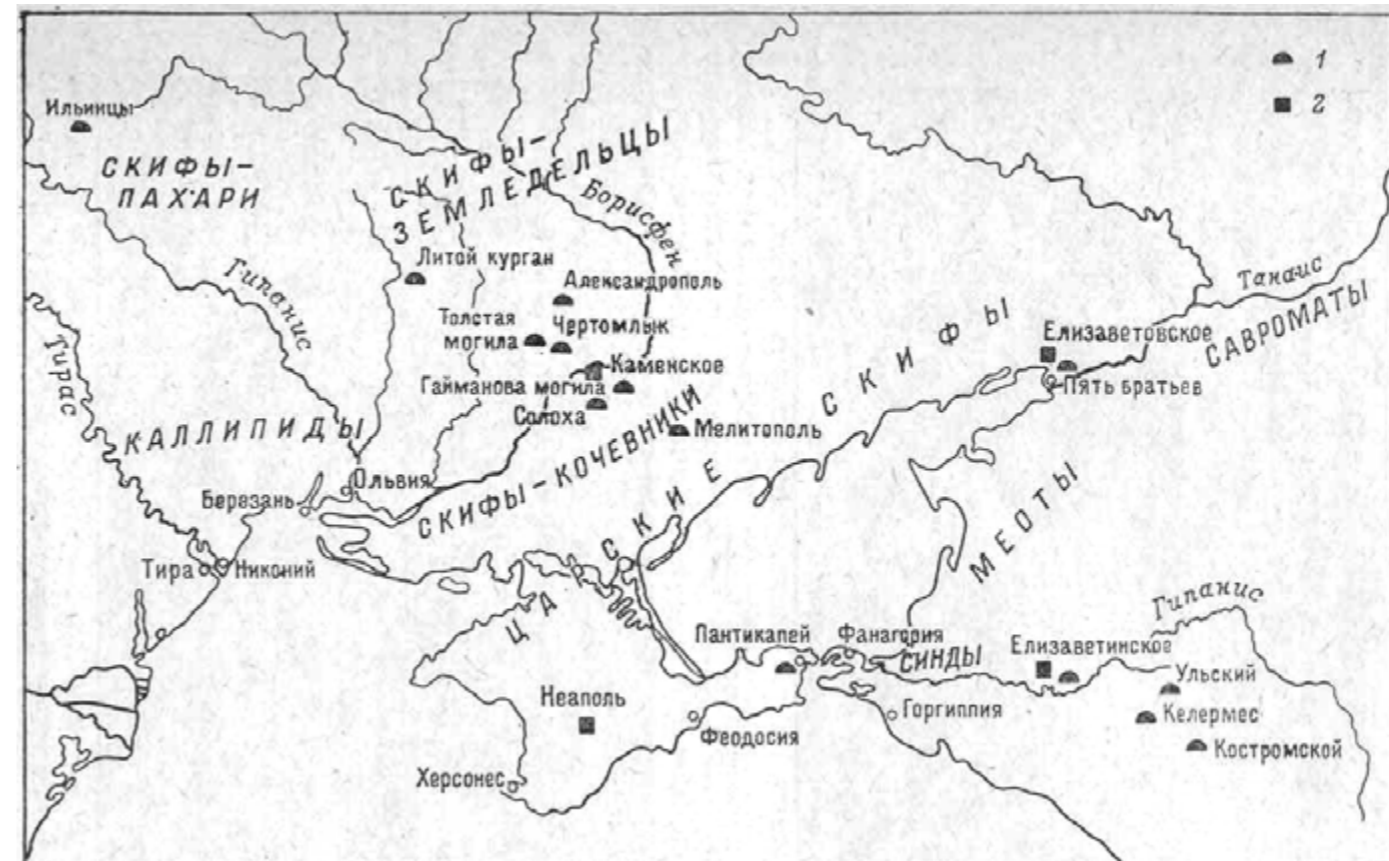 1
2
Ильинцы
СКИФЫ-
ПАХАРИ
СКИФЫ-
ЗЕМЛЕДЕЛЬЦЫ
Борисфен
Гипанис
Тирас
Литой курган
Александрополь
Толстая
могила
Чертомлык
Каменское
Гайманова могила
Солоха
Мелитополь
КАЛЛИПИДЫ
СКИФЫ-КОЧЕВНИКИ
Ольвия
Березань
Тира
Никоний
ЦАРСКИЕ СКИФЫ
Танаис
САВРОМАТЫ
Елизаветовское
Пять братьев
МЕОТЫ
Гипанис
Пантикапей
Фанагория
СИНДЫ
Елизаветинское
Ульский
Келермес
Костромской
Горгиппия
Неаполь
Феодосия
Херсонес